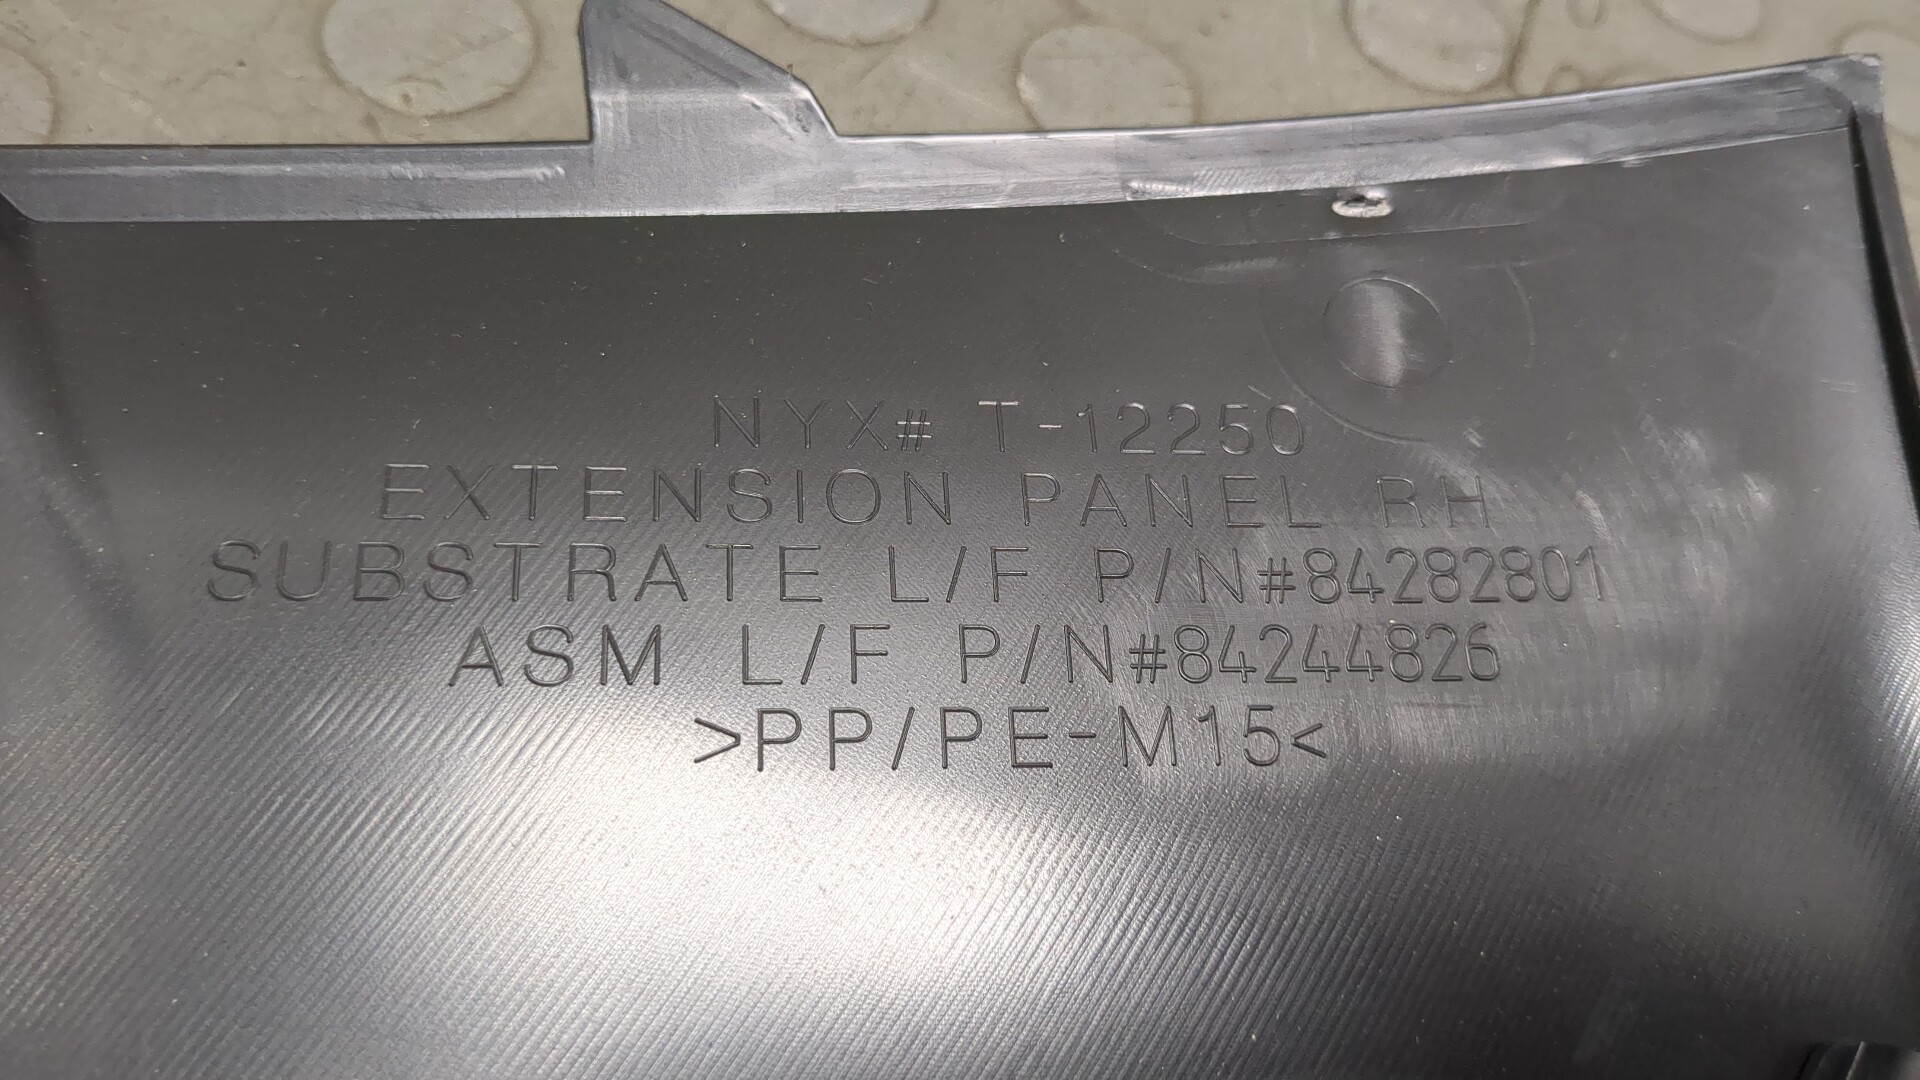 NYX# T-12250
EXTENSION PANEL RH
SUBSTRATE L/F P/N#84282801
ASM L/F P/N#84244826
>PP/PE-M15<